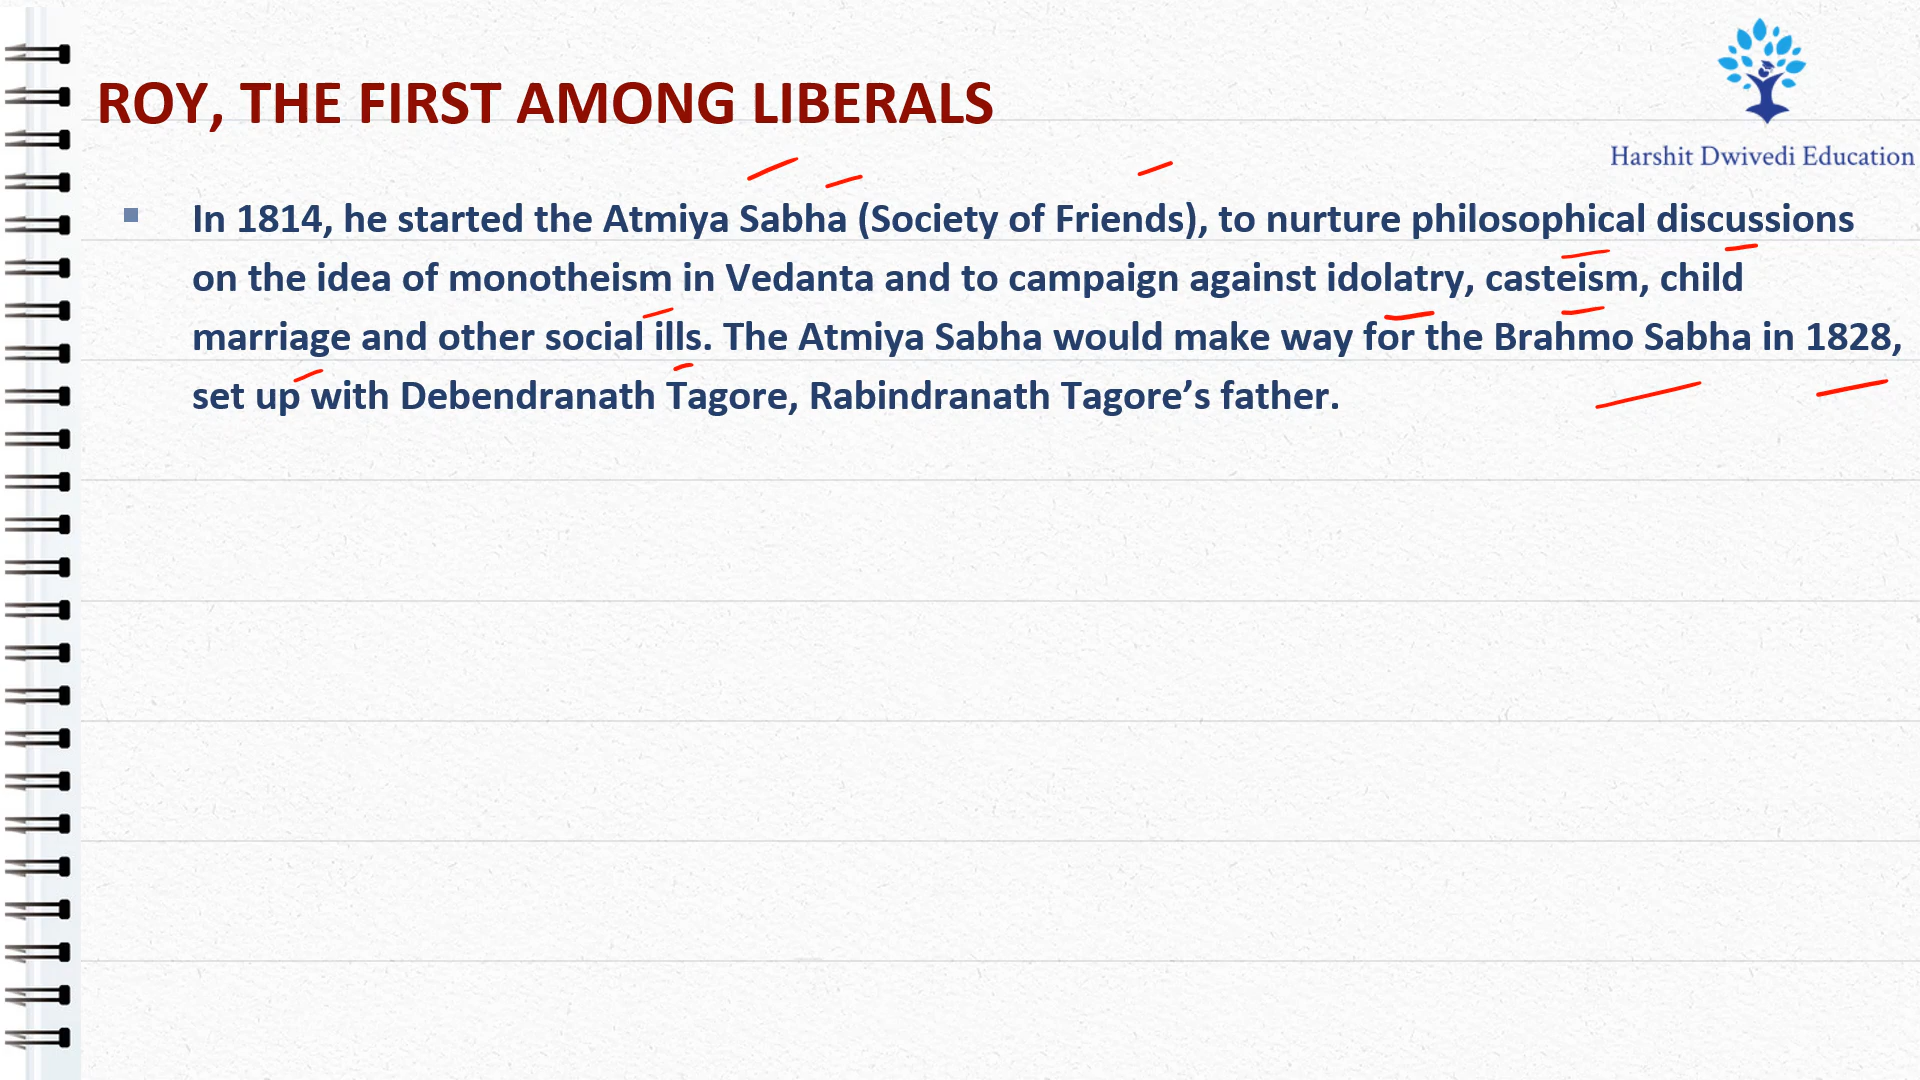 ROY, THE FIRST AMONG LIBERALS
Harshit Dwivedi Education
▪ In 1814, he started the Atmiya Sabha (Society of Friends), to nurture philosophical discussions
on the idea of monotheism in Vedanta and to campaign against idolatry, casteism, child
marriage and other social ills. The Atmiya Sabha would make way for the Brahmo Sabha in 1828,
set up with Debendranath Tagore, Rabindranath Tagore’s father.